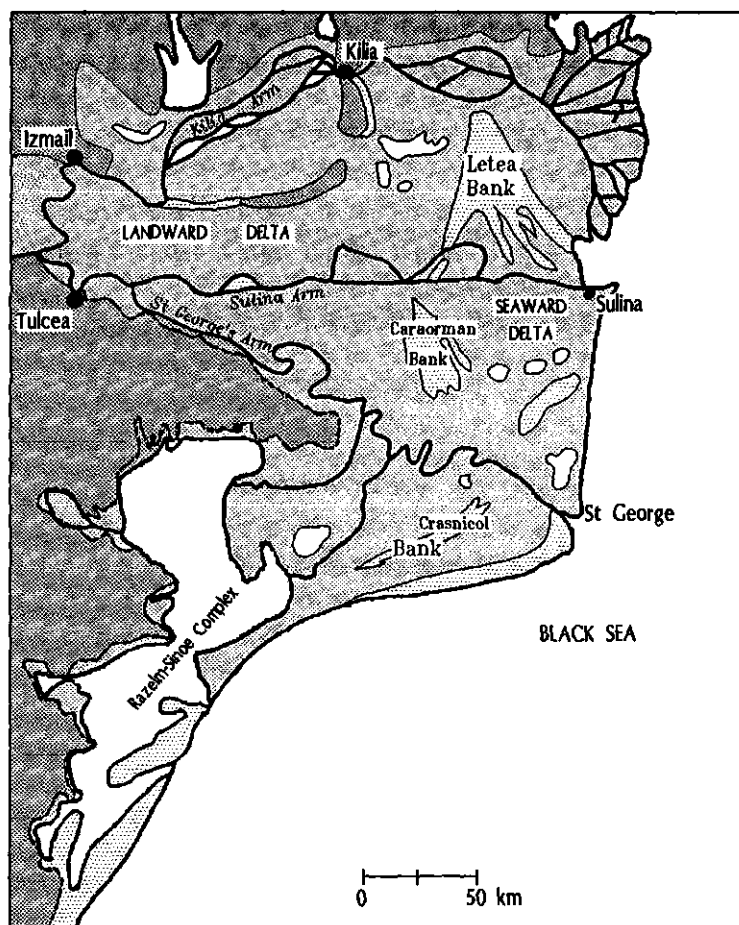 Kilia
Kilia Arm
Izmail
Letea
Bank
LANDWARD DELTA
Tulcea
Sulina Arm
St George's Arm
SEAWARD
DELTA
Sulina
Caraorman
Bank
St George
Crasnicol
Bank
BLACK SEA
Razelm-Sinoe Complex
0 50 km